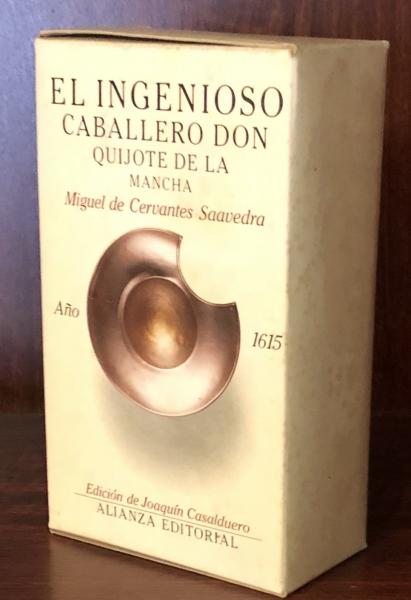 EL INGENIOSO
CABALLERO DON
QUIJOTE DE LA
MANCHA
Miguel de Cervantes Saavedra
Año
1615
Edición de Joaquín Casalduero
ALIANZA EDITORIAL